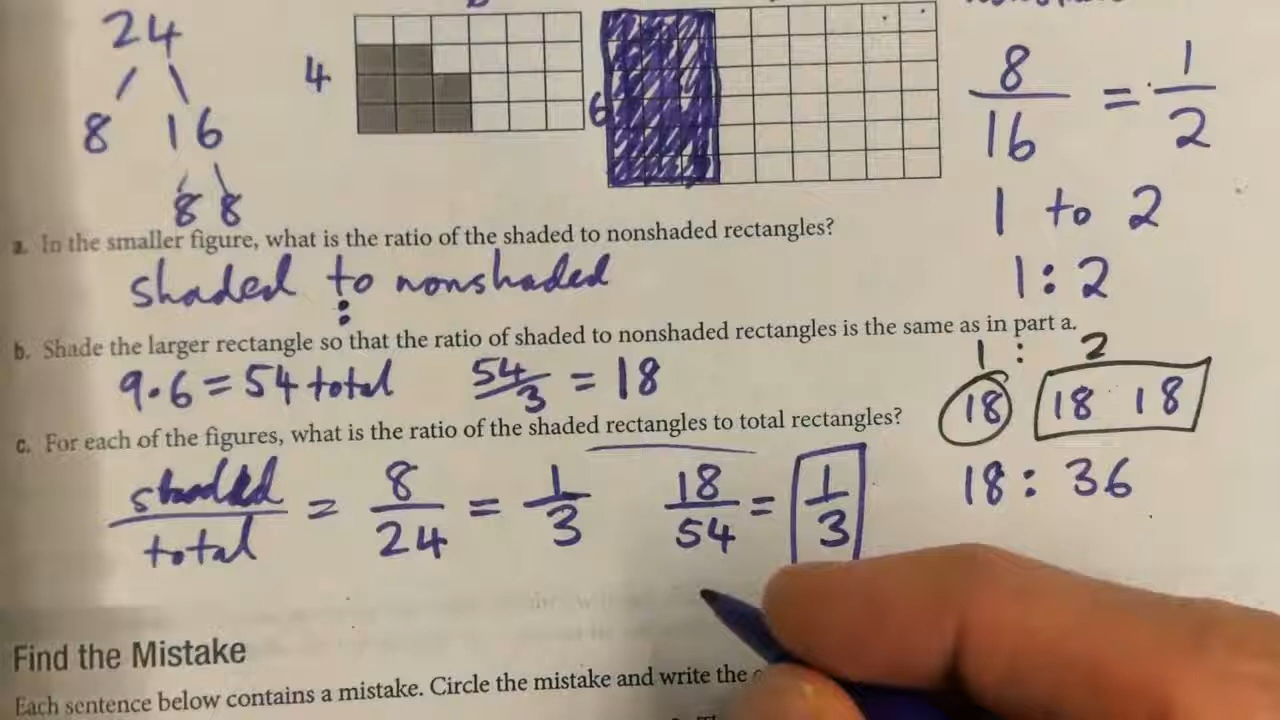 24
4
6
8 16
8 8
8/16 = 1/2
1 to 2
1:2
a. In the smaller figure, what is the ratio of the shaded to nonshaded rectangles?
shaded to nonshaded
:
b. Shade the larger rectangle so that the ratio of shaded to nonshaded rectangles is the same as in part a.
9·6=54 total 54/3 = 18
1 : 2
18 18 18
18: 36
c. For each of the figures, what is the ratio of the shaded rectangles to total rectangles?
shaded/total = 8/24 = 1/3 18/54 = 1/3
Find the Mistake
Each sentence below contains a mistake. Circle the mistake and write the